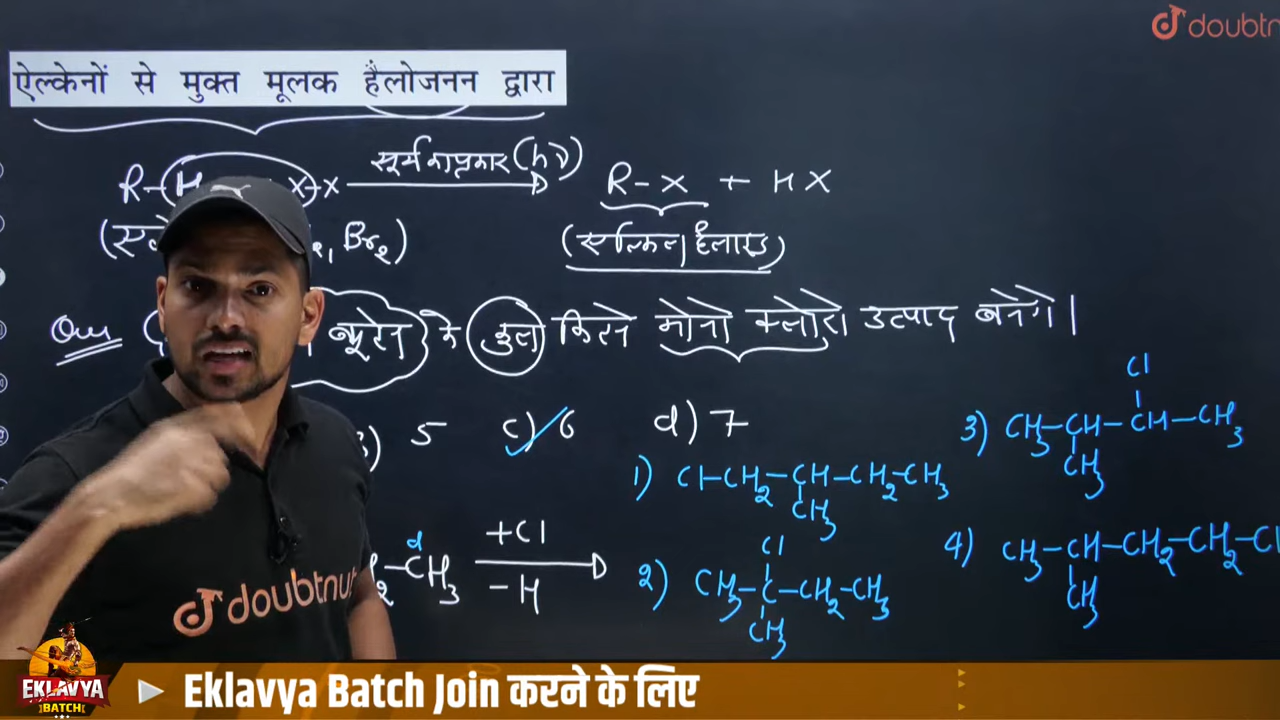 doubtn
ऐल्केनों से मुक्त मूलक हैलोजनन द्वारा
R-H X-X सूर्य का प्रकाश (hν) R-X + HX
Br₂) (एल्किल हैलाइड)
Que ब्यूटेन के कुल कितने मोनो क्लोरो उत्पाद बनेंगे।
5 c) 6 d) 7
1) Cl-CH₂-CH-CH₂-CH₃
CH₃
Cl
3) CH₃-CH-CH-CH₃
CH₃
d
-CH₃ +Cl
-H
Cl
2) CH₃-C-CH₂-CH₃
CH₃
4) CH₃-CH-CH₂-CH₂-Cl
CH₃
doubtnut
EKLAVYA
BATCH
Eklavya Batch Join करने के लिए